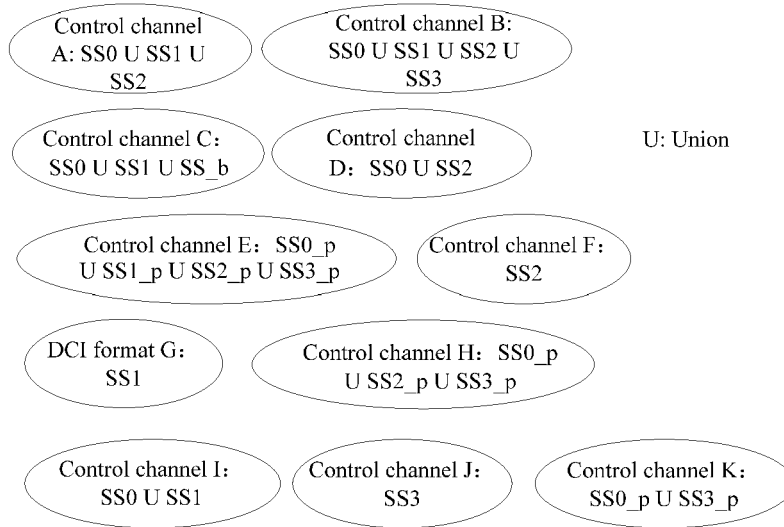 Control channel
A: SS0 U SS1 U
SS2
Control channel B:
SS0 U SS1 U SS2 U
SS3
Control channel C：
SS0 U SS1 U SS_b
Control channel
D： SS0 U SS2
U: Union
Control channel E： SS0_p
U SS1_p U SS2_p U SS3_p
Control channel F：
SS2
DCI format G：
SS1
Control channel H： SS0_p
U SS2_p U SS3_p
Control channel I：
SS0 U SS1
Control channel J：
SS3
Control channel K：
SS0_p U SS3_p